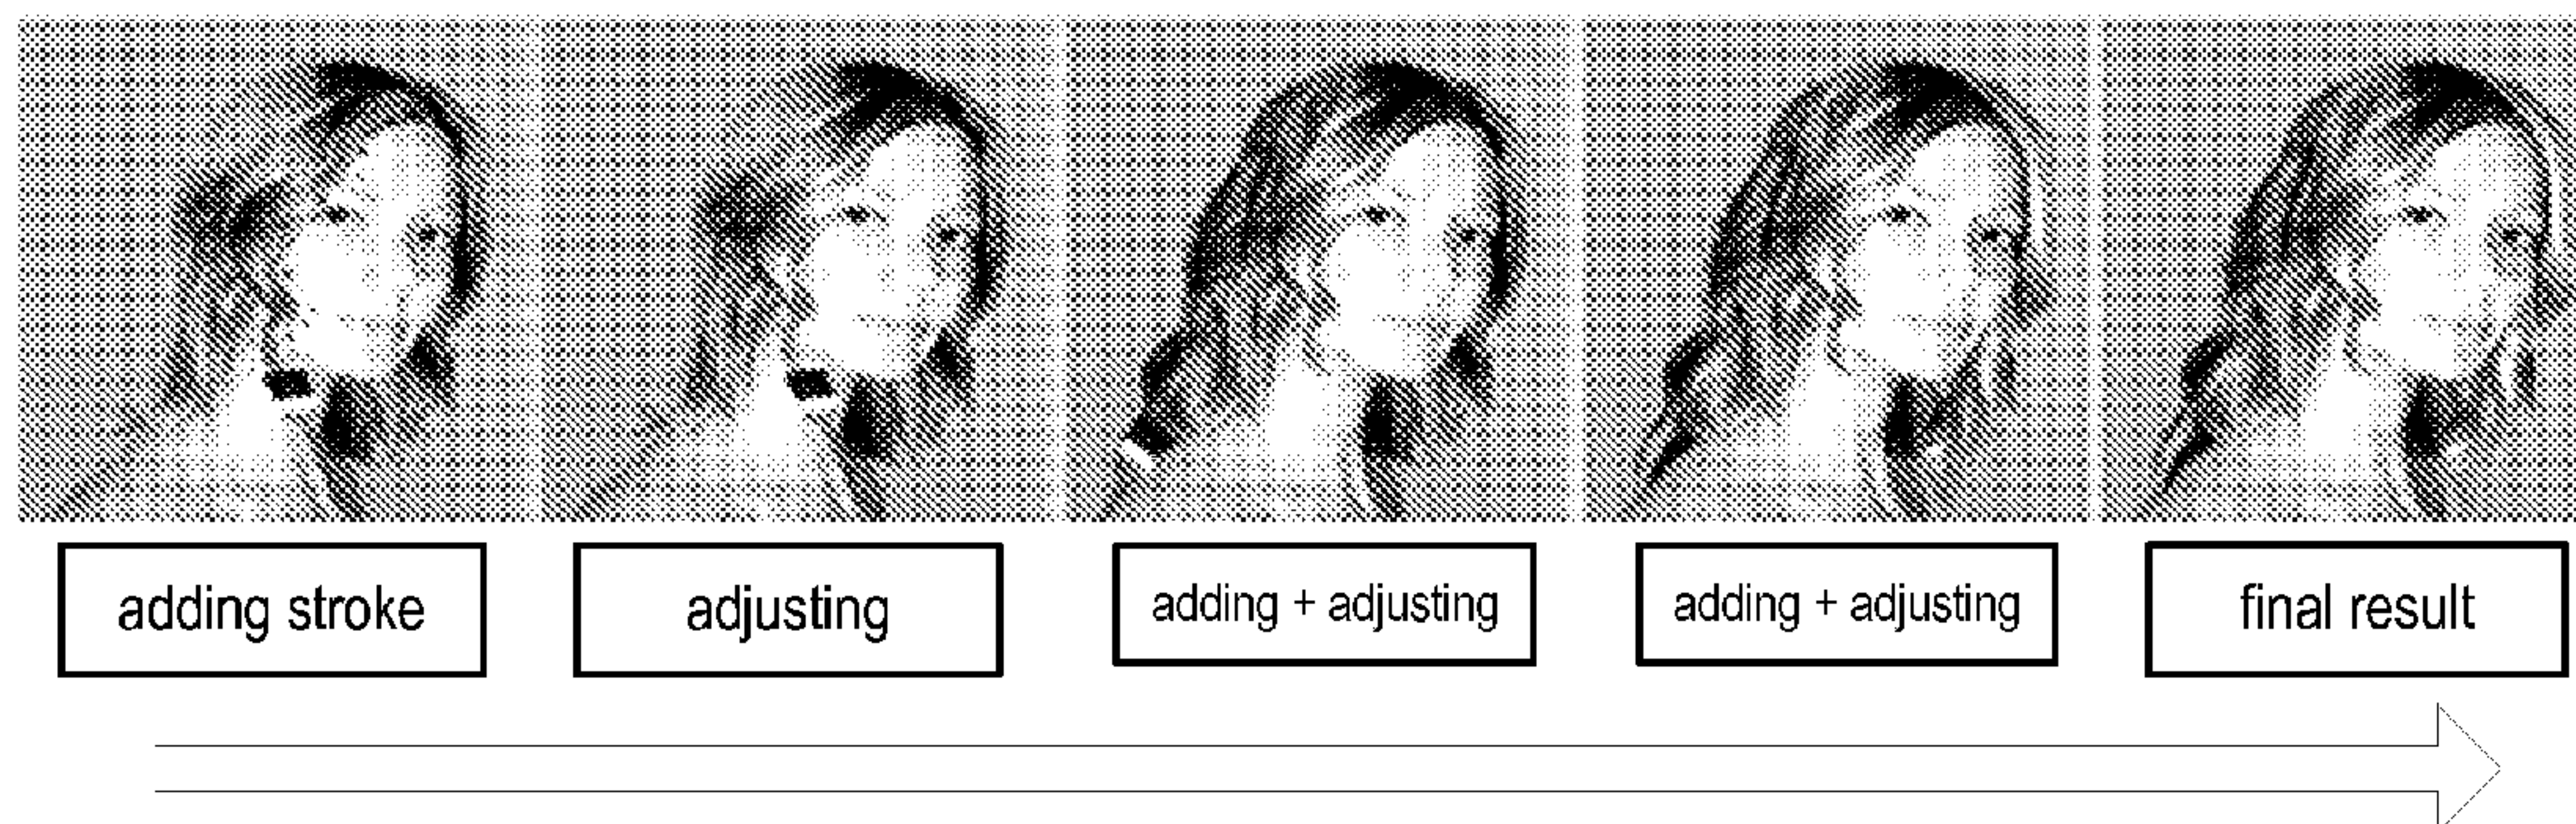 adding stroke
adjusting
adding + adjusting
adding + adjusting
final result